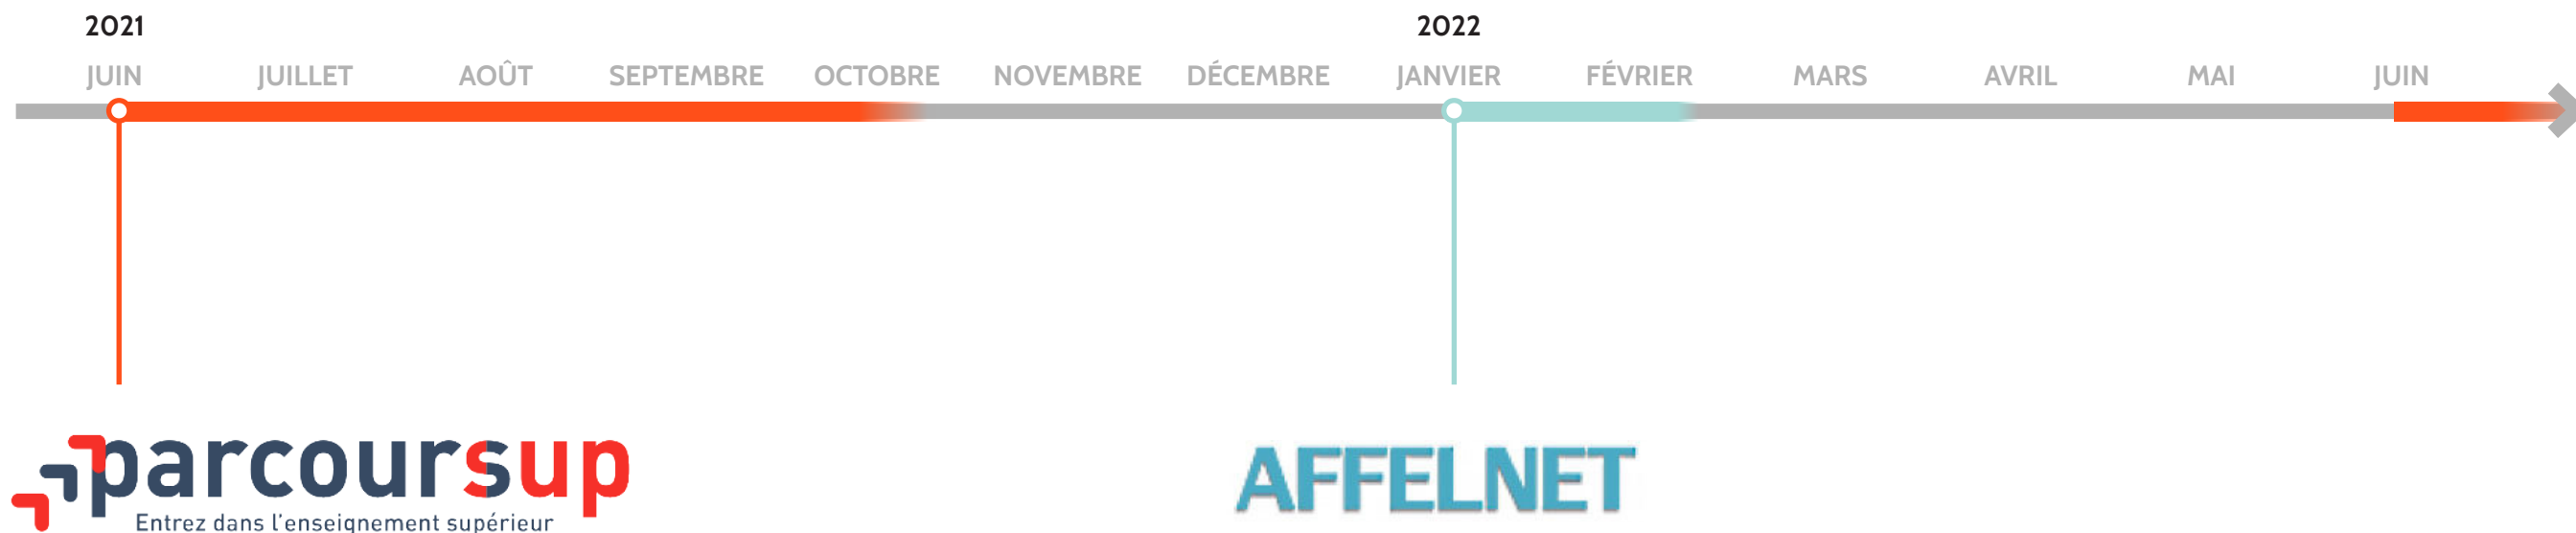 2021 2022
JUIN JUILLET AOÛT SEPTEMBRE OCTOBRE NOVEMBRE DÉCEMBRE JANVIER FÉVRIER MARS AVRIL MAI JUIN
parcoursup AFFELNET
Entrez dans l'enseignement supérieur